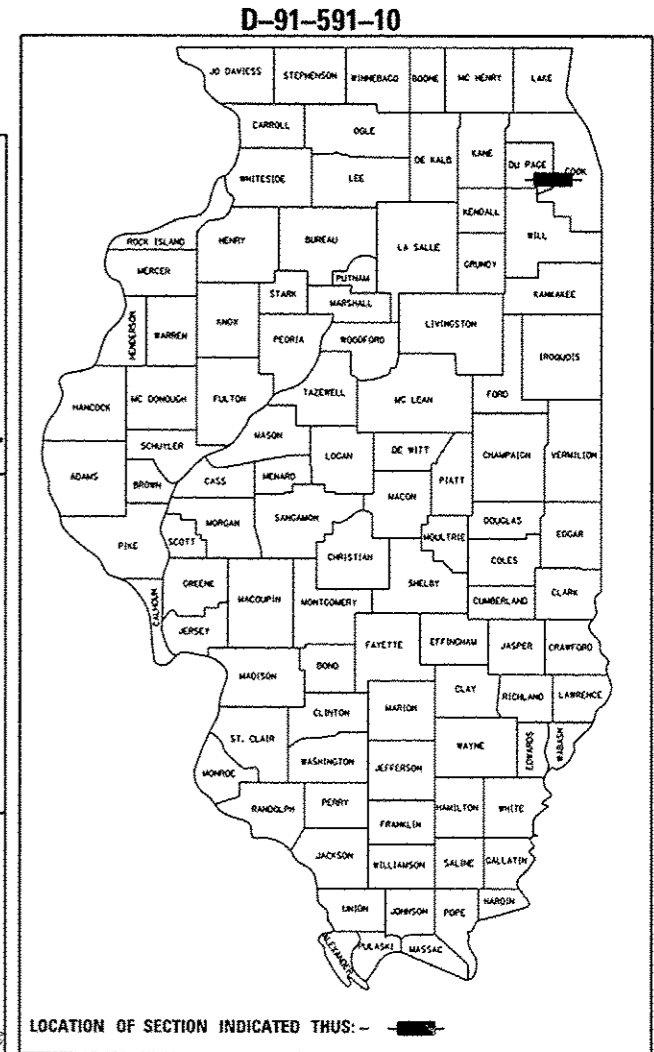 D-91-591-10
JO DAVIESS STEPHENSON WINNEBAGO BOONE MC HENRY LAKE
CARROLL OGLE DE KALB KANE DU PAGE COOK
WHITESIDE LEE
KENDALL WILL
ROCK ISLAND HENRY BUREAU LA SALLE GRUNDY
MERCER PUTNAM KANKAKEE
STARK MARSHALL
HENDERSON WARREN KNOX PEORIA WOODFORD LIVINGSTON IROQUOIS
HANCOCK MC DONOUGH FULTON TAZEWELL MC LEAN FORD
MASON
SCHUYLER LOGAN DE WITT CHAMPAIGN VERMILION
ADAMS BROWN CASS MENARD MACON PIATT
MORGAN SANGAMON DOUGLAS
PIKE SCOTT CHRISTIAN MOULTRIE COLES EDGAR
CALHOUN GREENE MACOUPIN MONTGOMERY SHELBY CUMBERLAND CLARK
JERSEY
FAYETTE EFFINGHAM JASPER CRAWFORD
MADISON BOND
CLAY RICHLAND LAWRENCE
CLINTON MARION
ST. CLAIR WAYNE EDWARDS WABASH
WASHINGTON JEFFERSON
MONROE
RANDOLPH PERRY HAMILTON WHITE
FRANKLIN
JACKSON WILLIAMSON SALINE GALLATIN
UNION JOHNSON POPE HARDIN
ALEXANDER PULASKI MASSAC
LOCATION OF SECTION INDICATED THUS: -